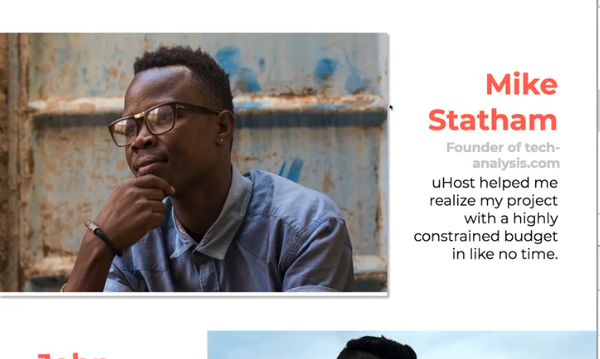 Mike
Statham
Founder of tech-
analysis.com
uHost helped me
realize my project
with a highly
constrained budget
in like no time.
John